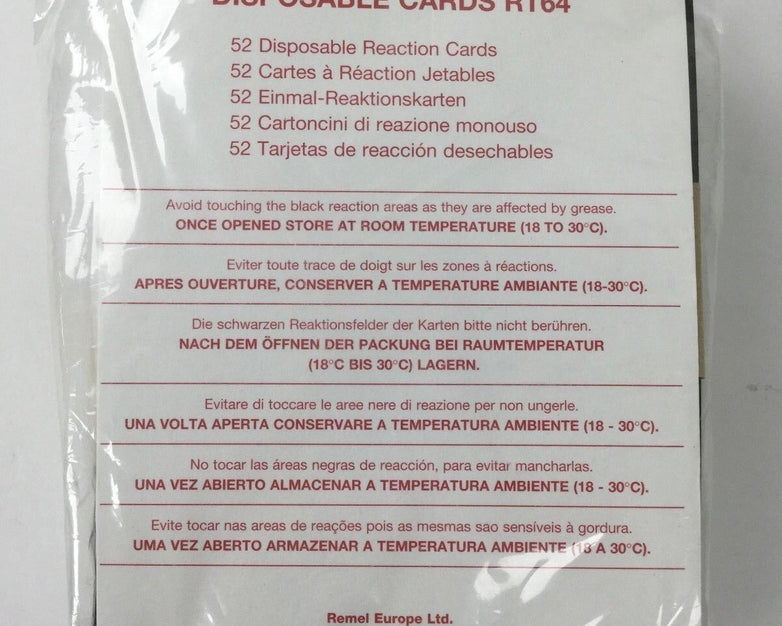 DISPOSABLE CARDS R164
52 Disposable Reaction Cards
52 Cartes à Réaction Jetables
52 Einmal-Reaktionskarten
52 Cartoncini di reazione monouso
52 Tarjetas de reacción desechables
Avoid touching the black reaction areas as they are affected by grease.
ONCE OPENED STORE AT ROOM TEMPERATURE (18 TO 30°C).
Eviter toute trace de doigt sur les zones à réactions.
APRES OUVERTURE, CONSERVER A TEMPERATURE AMBIANTE (18-30°C).
Die schwarzen Reaktionsfelder der Karten bitte nicht berühren.
NACH DEM ÖFFNEN DER PACKUNG BEI RAUMTEMPERATUR
(18°C BIS 30°C) LAGERN.
Evitare di toccare le aree nere di reazione per non ungerle.
UNA VOLTA APERTA CONSERVARE A TEMPERATURA AMBIENTE (18 - 30°C).
No tocar las áreas negras de reacción, para evitar mancharlas.
UNA VEZ ABIERTO ALMACENAR A TEMPERATURA AMBIENTE (18 - 30°C).
Evite tocar nas areas de reações pois as mesmas sao sensíveis à gordura.
UMA VEZ ABERTO ARMAZENAR A TEMPERATURA AMBIENTE (18 A 30°C).
Remel Europe Ltd.